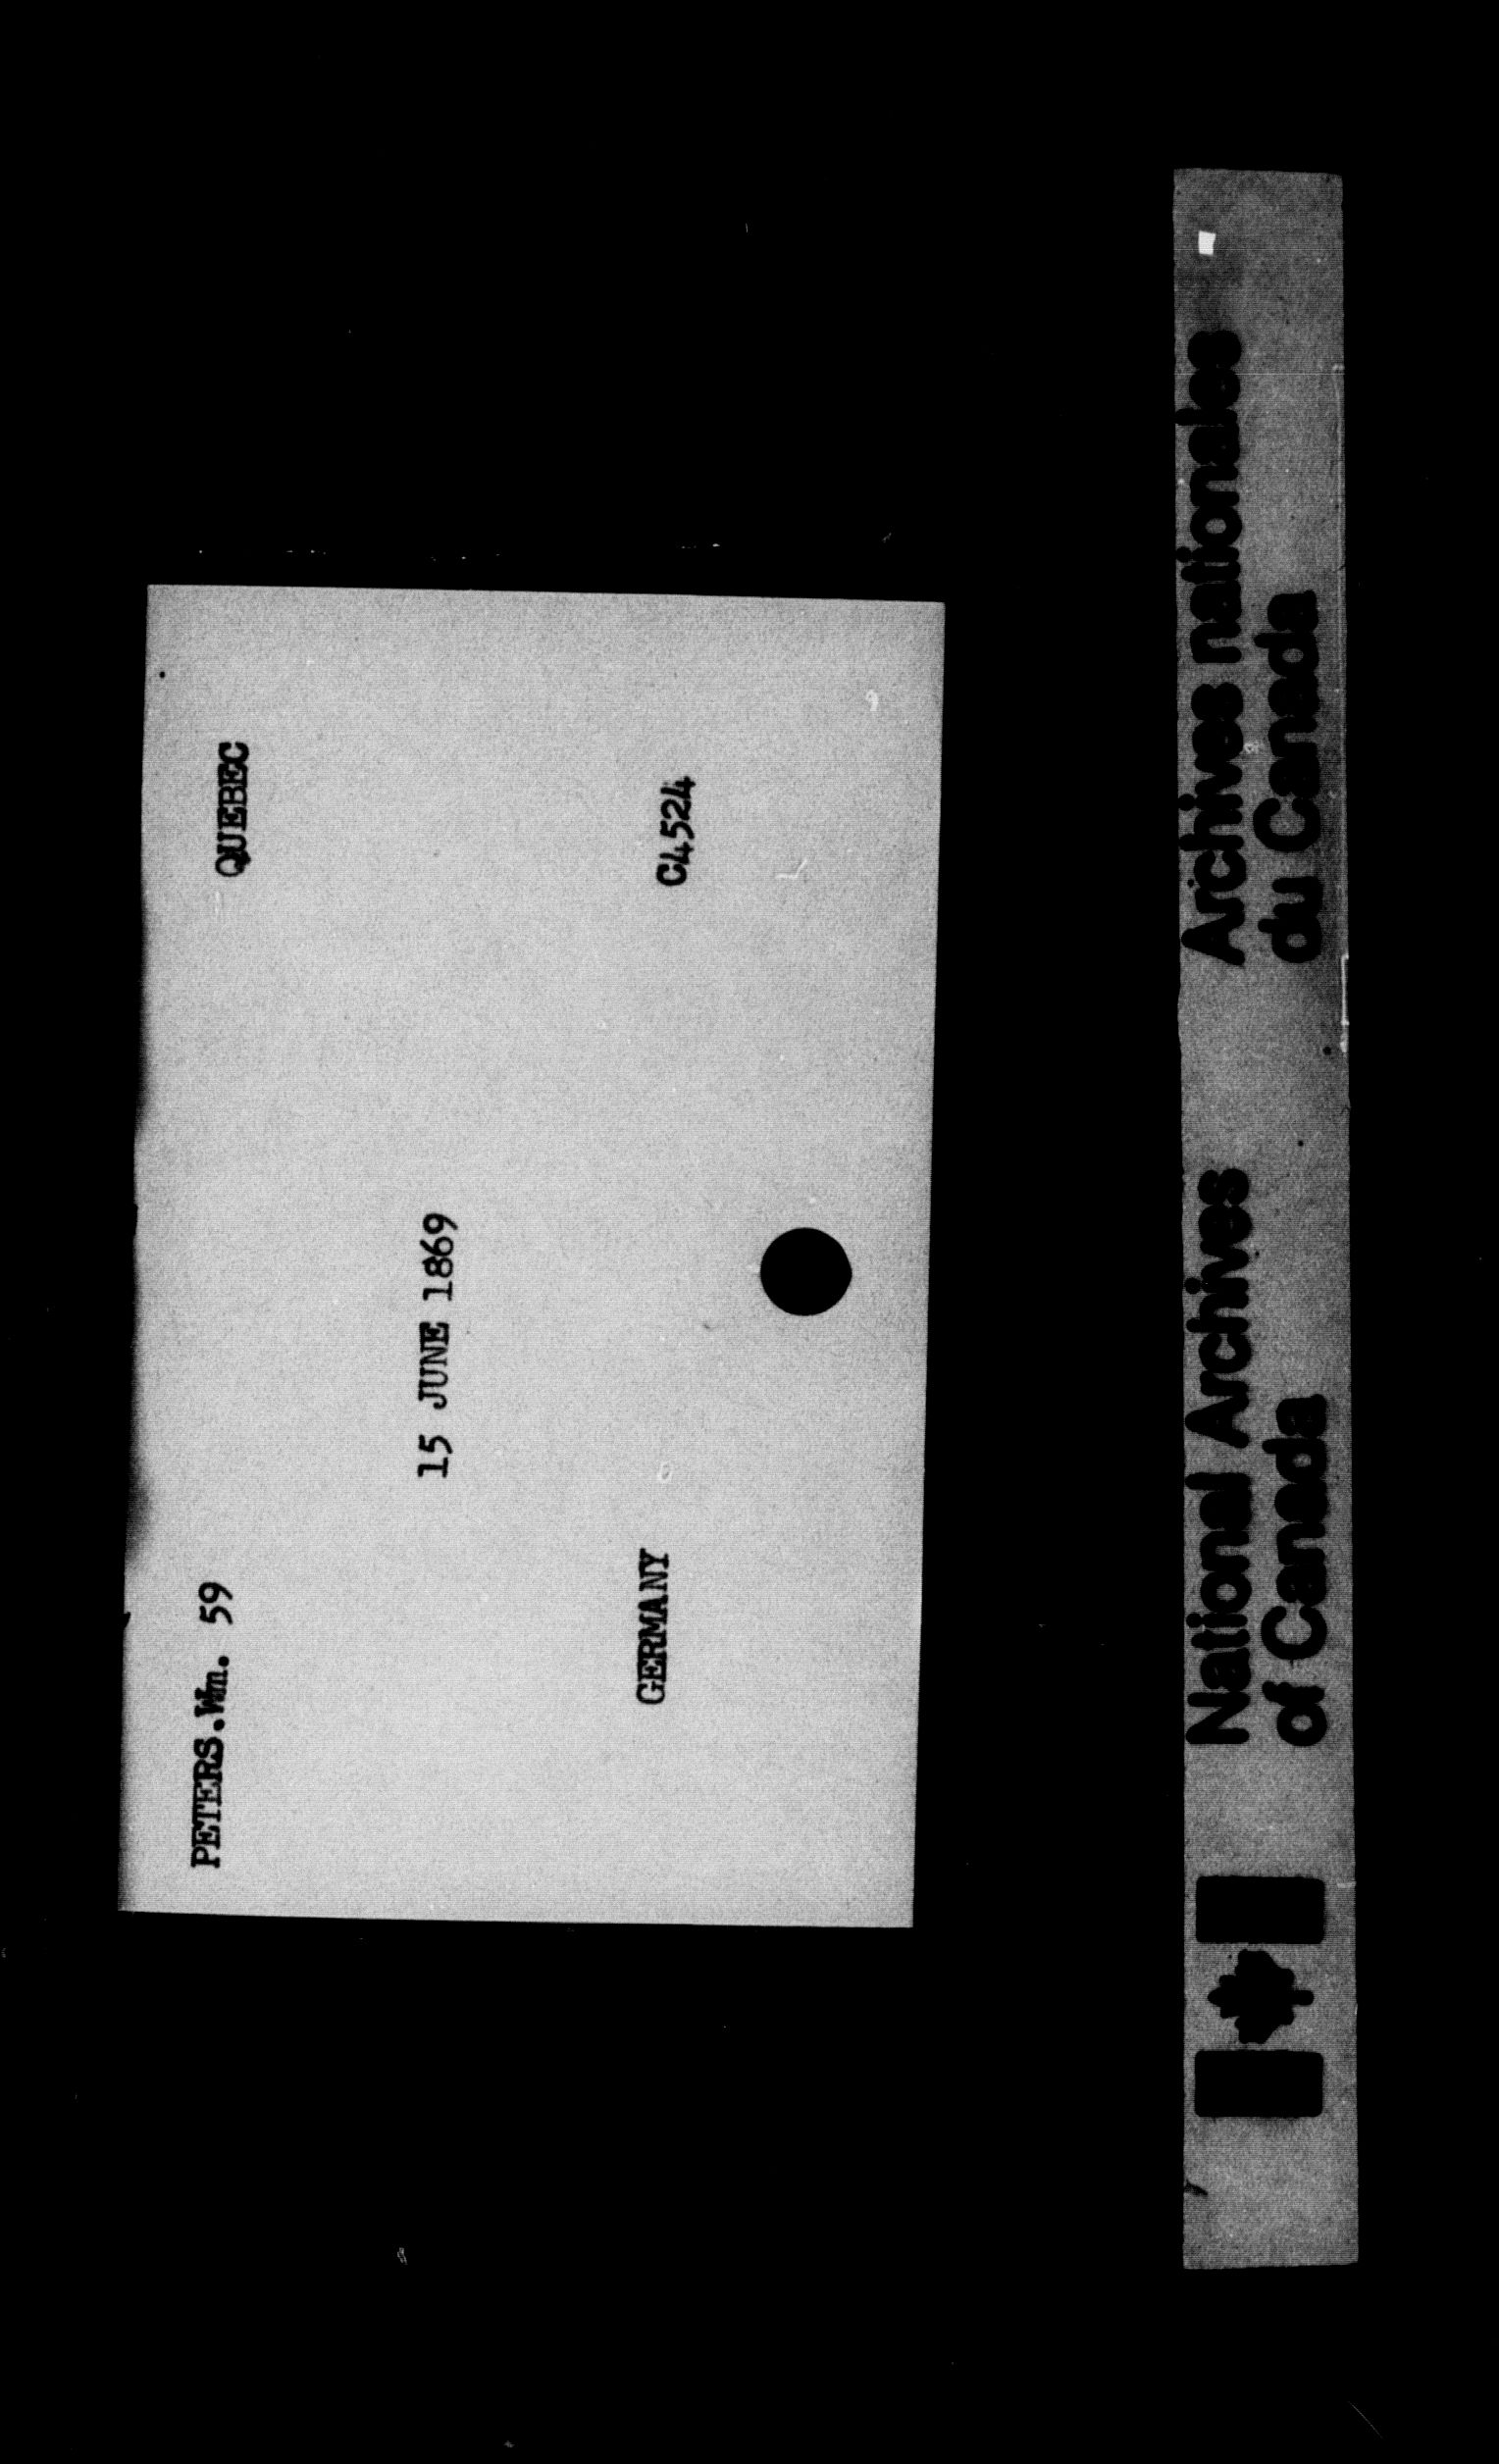 PETERS.Wm. 59 QUEBEC
15 JUNE 1869
GERMANY C4524
National Archives
of Canada
Archives nationales
du Canada